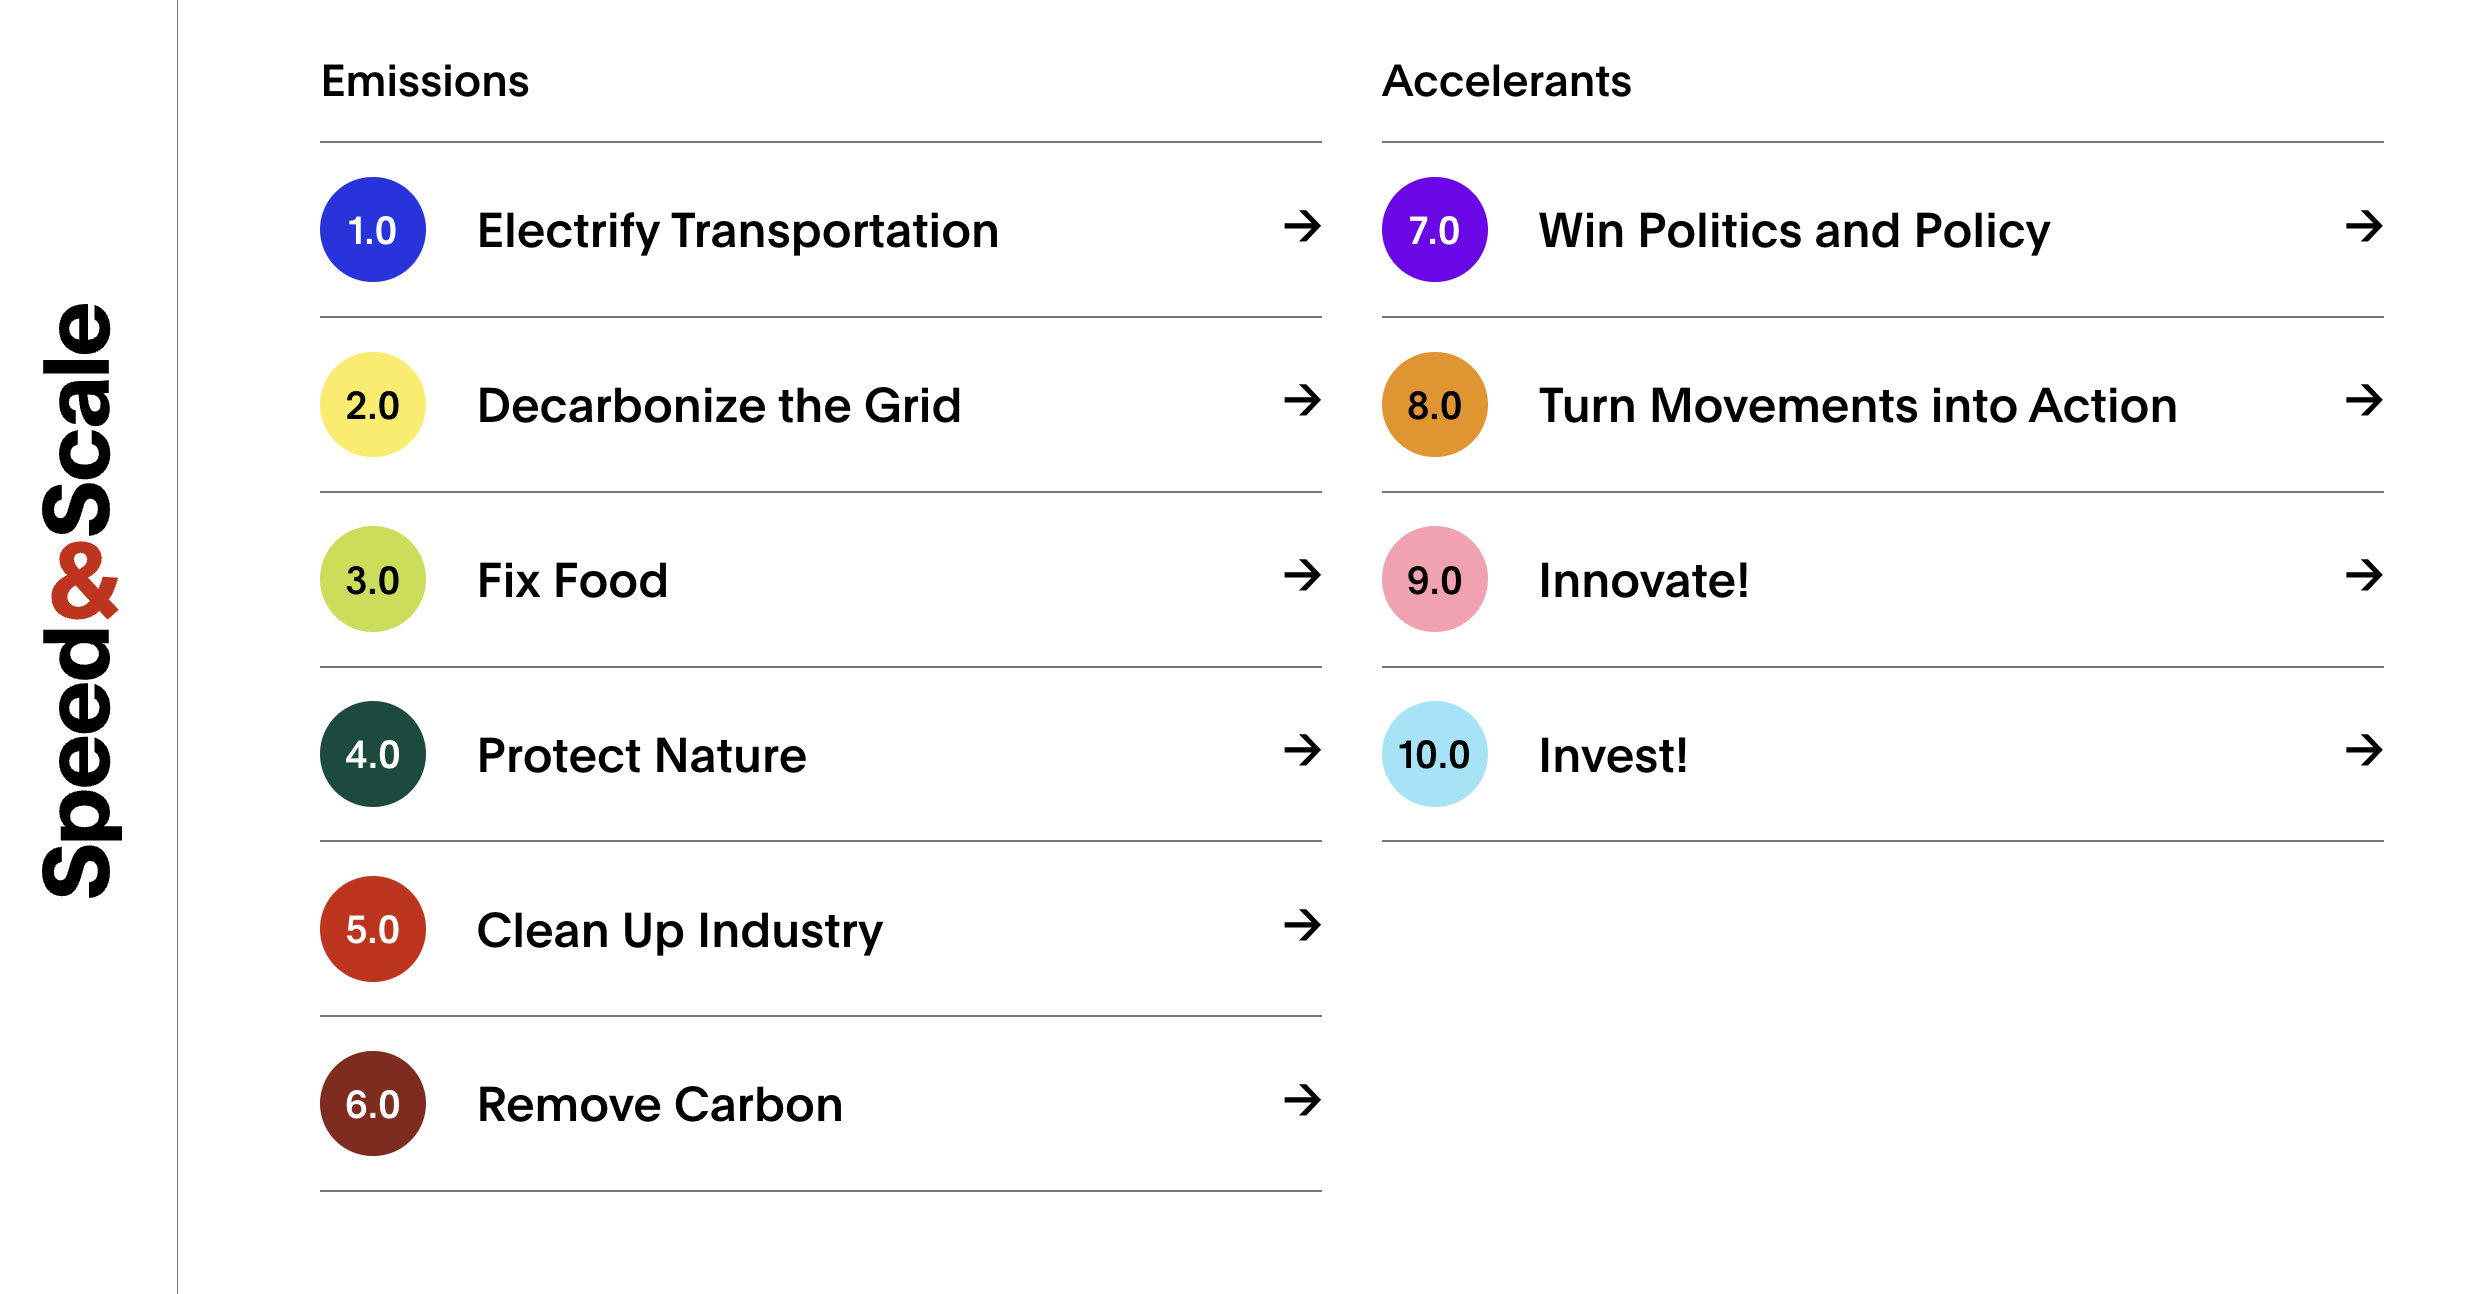 Speed&Scale
Emissions
1.0 Electrify Transportation →
2.0 Decarbonize the Grid →
3.0 Fix Food →
4.0 Protect Nature →
5.0 Clean Up Industry →
6.0 Remove Carbon →
Accelerants
7.0 Win Politics and Policy →
8.0 Turn Movements into Action →
9.0 Innovate! →
10.0 Invest! →